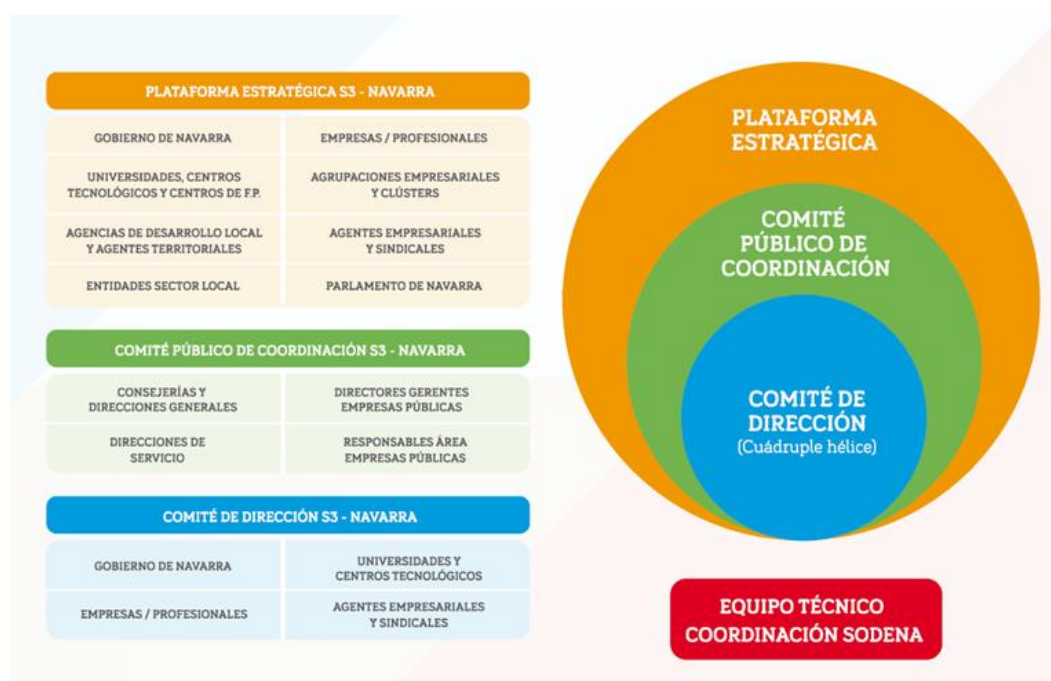 PLATAFORMA ESTRATÉGICA S3 - NAVARRA
GOBIERNO DE NAVARRA
EMPRESAS / PROFESIONALES
UNIVERSIDADES, CENTROS
TECNOLÓGICOS Y CENTROS DE F.P.
AGRUPACIONES EMPRESARIALES
Y CLÚSTERS
AGENCIAS DE DESARROLLO LOCAL
Y AGENTES TERRITORIALES
AGENTES EMPRESARIALES
Y SINDICALES
ENTIDADES SECTOR LOCAL
PARLAMENTO DE NAVARRA
COMITÉ PÚBLICO DE COORDINACIÓN S3 - NAVARRA
CONSEJERÍAS Y
DIRECCIONES GENERALES
DIRECTORES GERENTES
EMPRESAS PÚBLICAS
DIRECCIONES DE
SERVICIO
RESPONSABLES ÁREA
EMPRESAS PÚBLICAS
COMITÉ DE DIRECCIÓN S3 - NAVARRA
GOBIERNO DE NAVARRA
UNIVERSIDADES Y
CENTROS TECNOLÓGICOS
EMPRESAS / PROFESIONALES
AGENTES EMPRESARIALES
Y SINDICALES
PLATAFORMA
ESTRATÉGICA
COMITÉ
PÚBLICO DE
COORDINACIÓN
COMITÉ DE
DIRECCIÓN
(Cuádruple hélice)
EQUIPO TÉCNICO
COORDINACIÓN SODENA